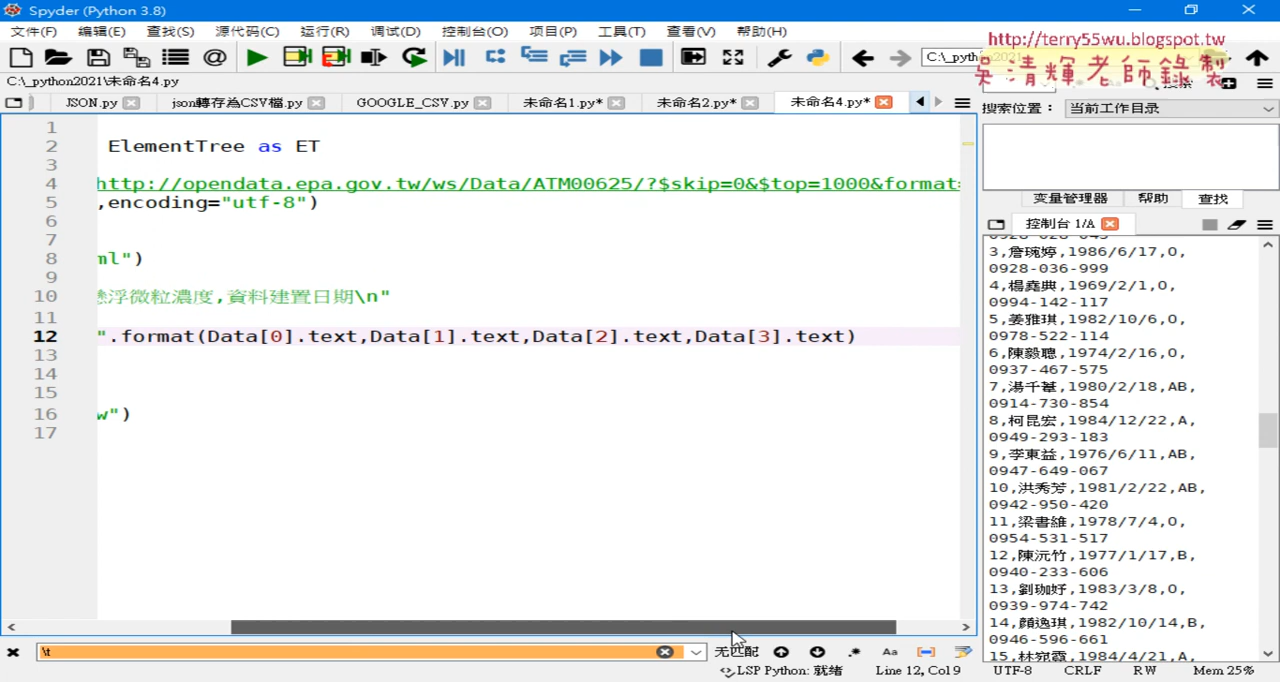 Spyder (Python 3.8)
文件(F) 编辑(E) 查找(S) 源代码(C) 运行(R) 调试(D) 控制台(O) 项目(P) 工具(T) 查看(V) 帮助(H)
http://terry55wu.blogspot.tw
吳清輝老師錄製
C:\_python2021\未命名4.py
JSON.py json轉存為CSV檔.py GOOGLE_CSV.py 未命名1.py* 未命名2.py* 未命名4.py*
搜索位置： 当前工作目录
变量管理器 帮助 查找
控制台 1/A
1
2 ElementTree as ET
3
4 http://opendata.epa.gov.tw/ws/Data/ATM00625/?$skip=0&$top=1000&format=
5 ,encoding="utf-8")
6
7
8 ml")
9
10 懸浮微粒濃度,資料建置日期\n"
11
12 ".format(Data[0].text,Data[1].text,Data[2].text,Data[3].text)
13
14
15
16 w")
17
3,詹琬婷,1986/6/17,O,
0928-036-999
4,楊堯典,1969/2/1,O,
0994-142-117
5,姜雅琪,1982/10/6,O,
0978-522-114
6,陳毅聰,1974/2/16,O,
0937-467-575
7,湯千蕙,1980/2/18,AB,
0914-730-854
8,柯昆宏,1984/12/22,A,
0949-293-183
9,李東益,1976/6/11,AB,
0947-649-067
10,洪秀芳,1981/2/22,AB,
0942-950-420
11,梁書維,1978/7/4,O,
0954-531-517
12,陳沅竹,1977/1/17,B,
0940-233-606
13,劉珈妤,1983/3/8,O,
0939-974-742
14,顏逸琪,1982/10/14,B,
0946-596-661
15,林宛霞,1984/4/21,A,
\t 无匹配 .* Aa
LSP Python: 就绪 Line 12, Col 9 UTF-8 CRLF RW Mem 25%